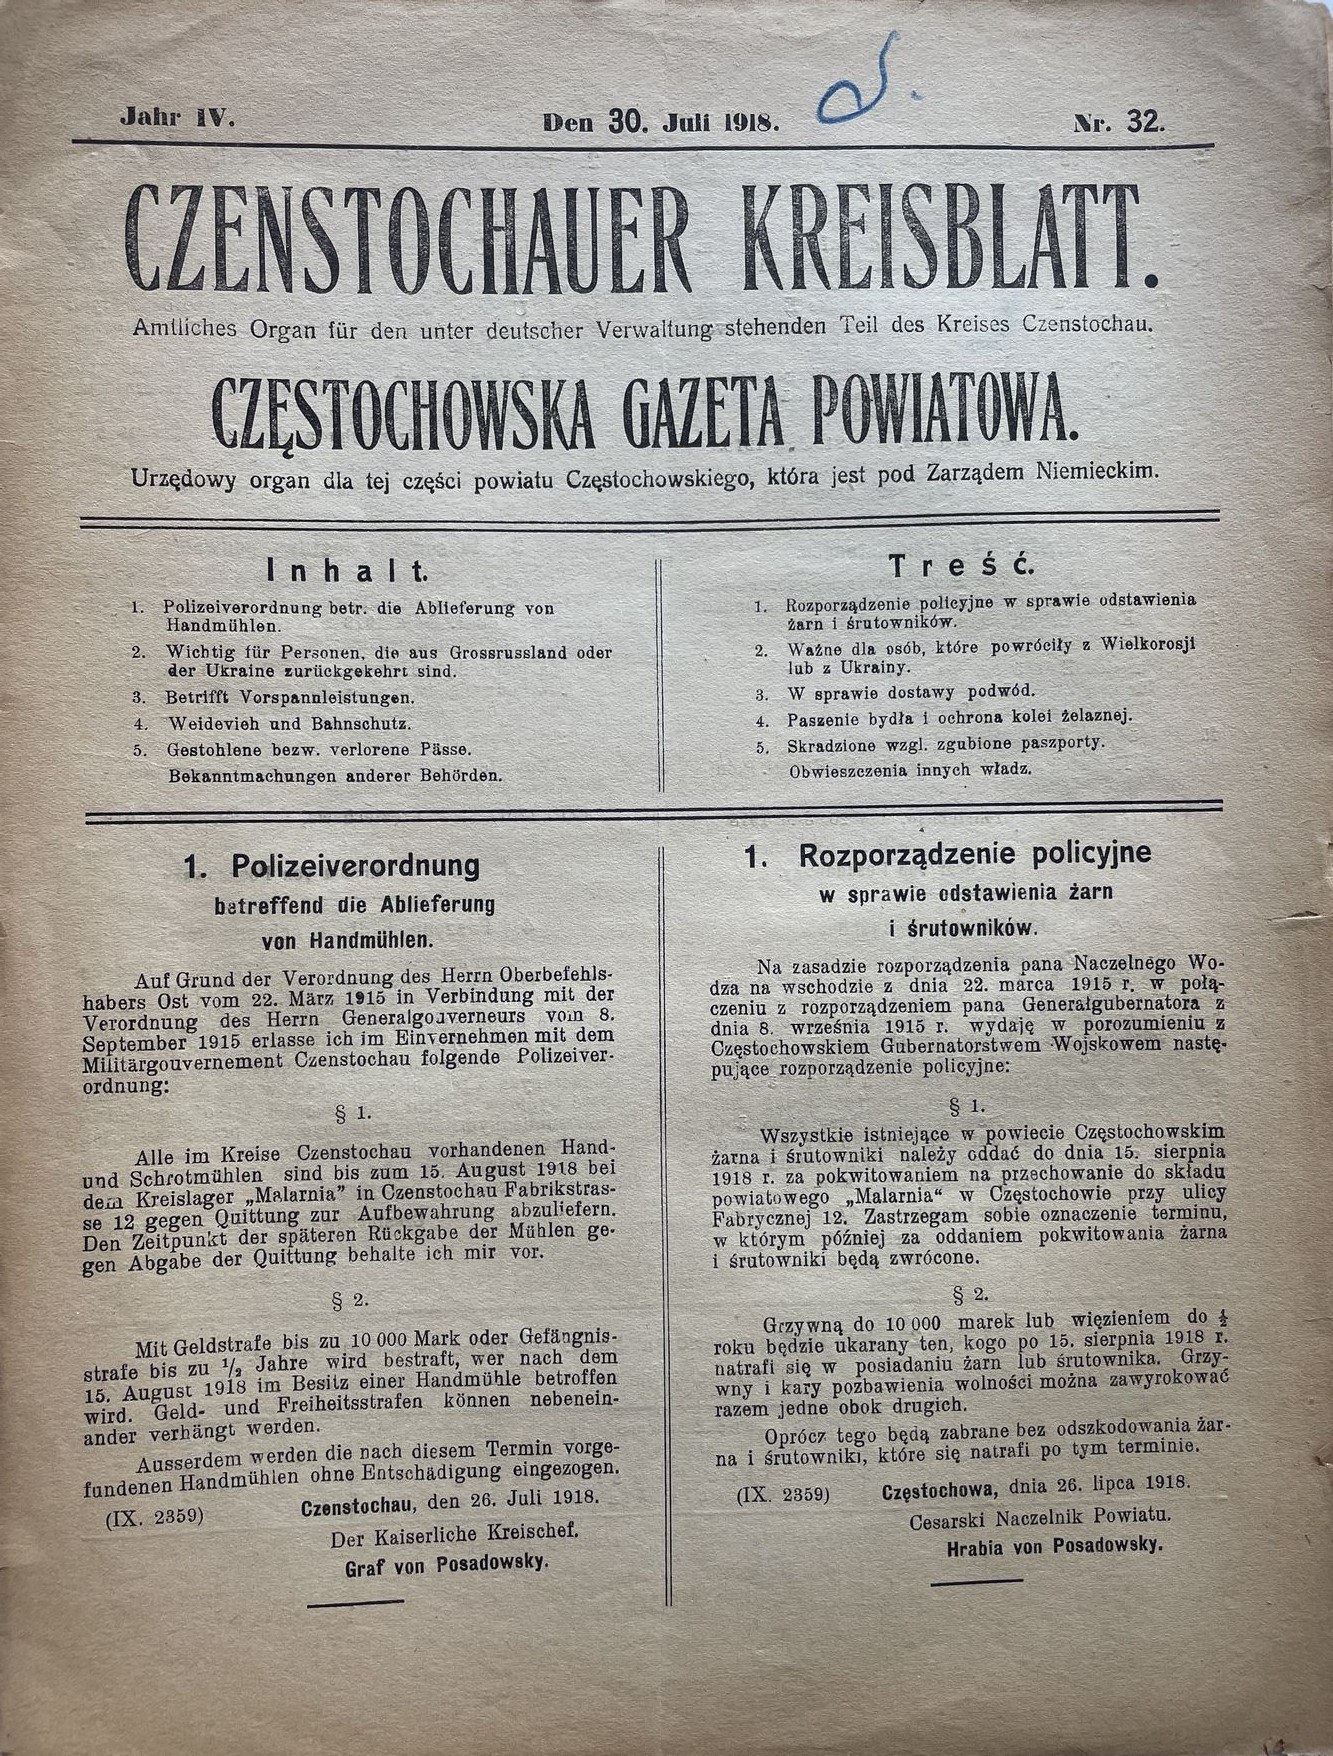 Jahr IV.
Den 30. Juli 1918.
Nr. 32.
CZENSTOCHAUER KREISBLATT.
Amtliches Organ für den unter deutscher Verwaltung stehenden Teil des Kreises Czenstochau.
CZĘSTOCHOWSKA GAZETA POWIATOWA.
Urzędowy organ dla tej części powiatu Częstochowskiego, która jest pod Zarządem Niemieckim.
Inhalt.
1. Polizeiverordnung betr. die Ablieferung von
Handmühlen.
2. Wichtig für Personen, die aus Grossrussland oder
der Ukraine zurückgekehrt sind.
3. Betrifft Vorspannleistungen.
4. Weidevieh und Bahnschutz.
5. Gestohlene bezw. verlorene Pässe.
Bekanntmachungen anderer Behörden.
Treść.
1. Rozporządzenie policyjne w sprawie odstawienia
żarn i śrutowników.
2. Ważne dla osób, które powróciły z Wielkorosji
lub z Ukrainy.
3. W sprawie dostawy podwód.
4. Paszenie bydła i ochrona kolei żelaznej.
5. Skradzione wzgl. zgubione paszporty.
Obwieszczenia innych władz.
1. Polizeiverordnung
betreffend die Ablieferung
von Handmühlen.
Auf Grund der Verordnung des Herrn Oberbefehls-
habers Ost vom 22. März 1915 in Verbindung mit der
Verordnung des Herrn Generalgouverneurs vom 8.
September 1915 erlasse ich im Einvernehmen mit dem
Militärgouvernement Czenstochau folgende Polizeiver-
ordnung:
§ 1.
Alle im Kreise Czenstochau vorhandenen Hand-
und Schrotmühlen sind bis zum 15. August 1918 bei
dem Kreislager „Malarnia” in Czenstochau Fabrikstras-
se 12 gegen Quittung zur Aufbewahrung abzuliefern.
Den Zeitpunkt der späteren Rückgabe der Mühlen ge-
gen Abgabe der Quittung behalte ich mir vor.
§ 2.
Mit Geldstrafe bis zu 10 000 Mark oder Gefängnis-
strafe bis zu 1/2 Jahre wird bestraft, wer nach dem
15. August 1918 im Besitz einer Handmühle betroffen
wird. Geld- und Freiheitsstrafen können nebenein-
ander verhängt werden.
Ausserdem werden die nach diesem Termin vorge-
fundenen Handmühlen ohne Entschädigung eingezogen.
(IX. 2359) Czenstochau, den 26. Juli 1918.
Der Kaiserliche Kreischef.
Graf von Posadowsky.
1. Rozporządzenie policyjne
w sprawie odstawienia żarn
i śrutowników.
Na zasadzie rozporządzenia pana Naczelnego Wo-
dza na wschodzie z dnia 22. marca 1915 r. w połą-
czeniu z rozporządzeniem pana Generałgubernatora z
dnia 8. września 1915 r. wydaję w porozumieniu z
Częstochowskiem Gubernatorstwem Wojskowem nastę-
pujące rozporządzenie policyjne:
§ 1.
Wszystkie istniejące w powiecie Częstochowskim
żarna i śrutowniki należy oddać do dnia 15. sierpnia
1918 r. za pokwitowaniem na przechowanie do składu
powiatowego „Malarnia“ w Częstochowie przy ulicy
Fabrycznej 12. Zastrzegam sobie oznaczenie terminu,
w którym później za oddaniem pokwitowania żarna
i śrutowniki będą zwrócone.
§ 2.
Grzywną do 10 000 marek lub więzieniem do ½
roku będzie ukarany ten, kogo po 15. sierpnia 1918 r.
natrafi się w posiadaniu żarn lub śrutownika. Grzy-
wny i kary pozbawienia wolności można zawyrokować
razem jedne obok drugich.
Oprócz tego będą zabrane bez odszkodowania żar-
na i śrutowniki, które się natrafi po tym terminie.
(IX. 2359) Częstochowa, dnia 26. lipca 1918.
Cesarski Naczelnik Powiatu.
Hrabia von Posadowsky.